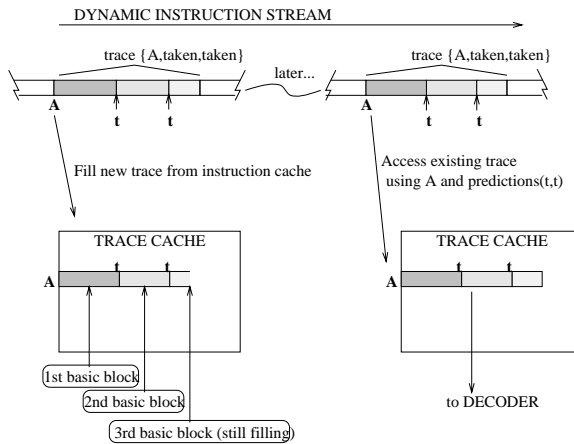 DYNAMIC INSTRUCTION STREAM
trace {A,taken,taken}
trace {A,taken,taken}
later...
A
t
t
A
t
t
Fill new trace from instruction cache
Access existing trace
using A and predictions(t,t)
TRACE CACHE
TRACE CACHE
A
t
t
A
t
t
1st basic block
2nd basic block
3rd basic block (still filling)
to DECODER